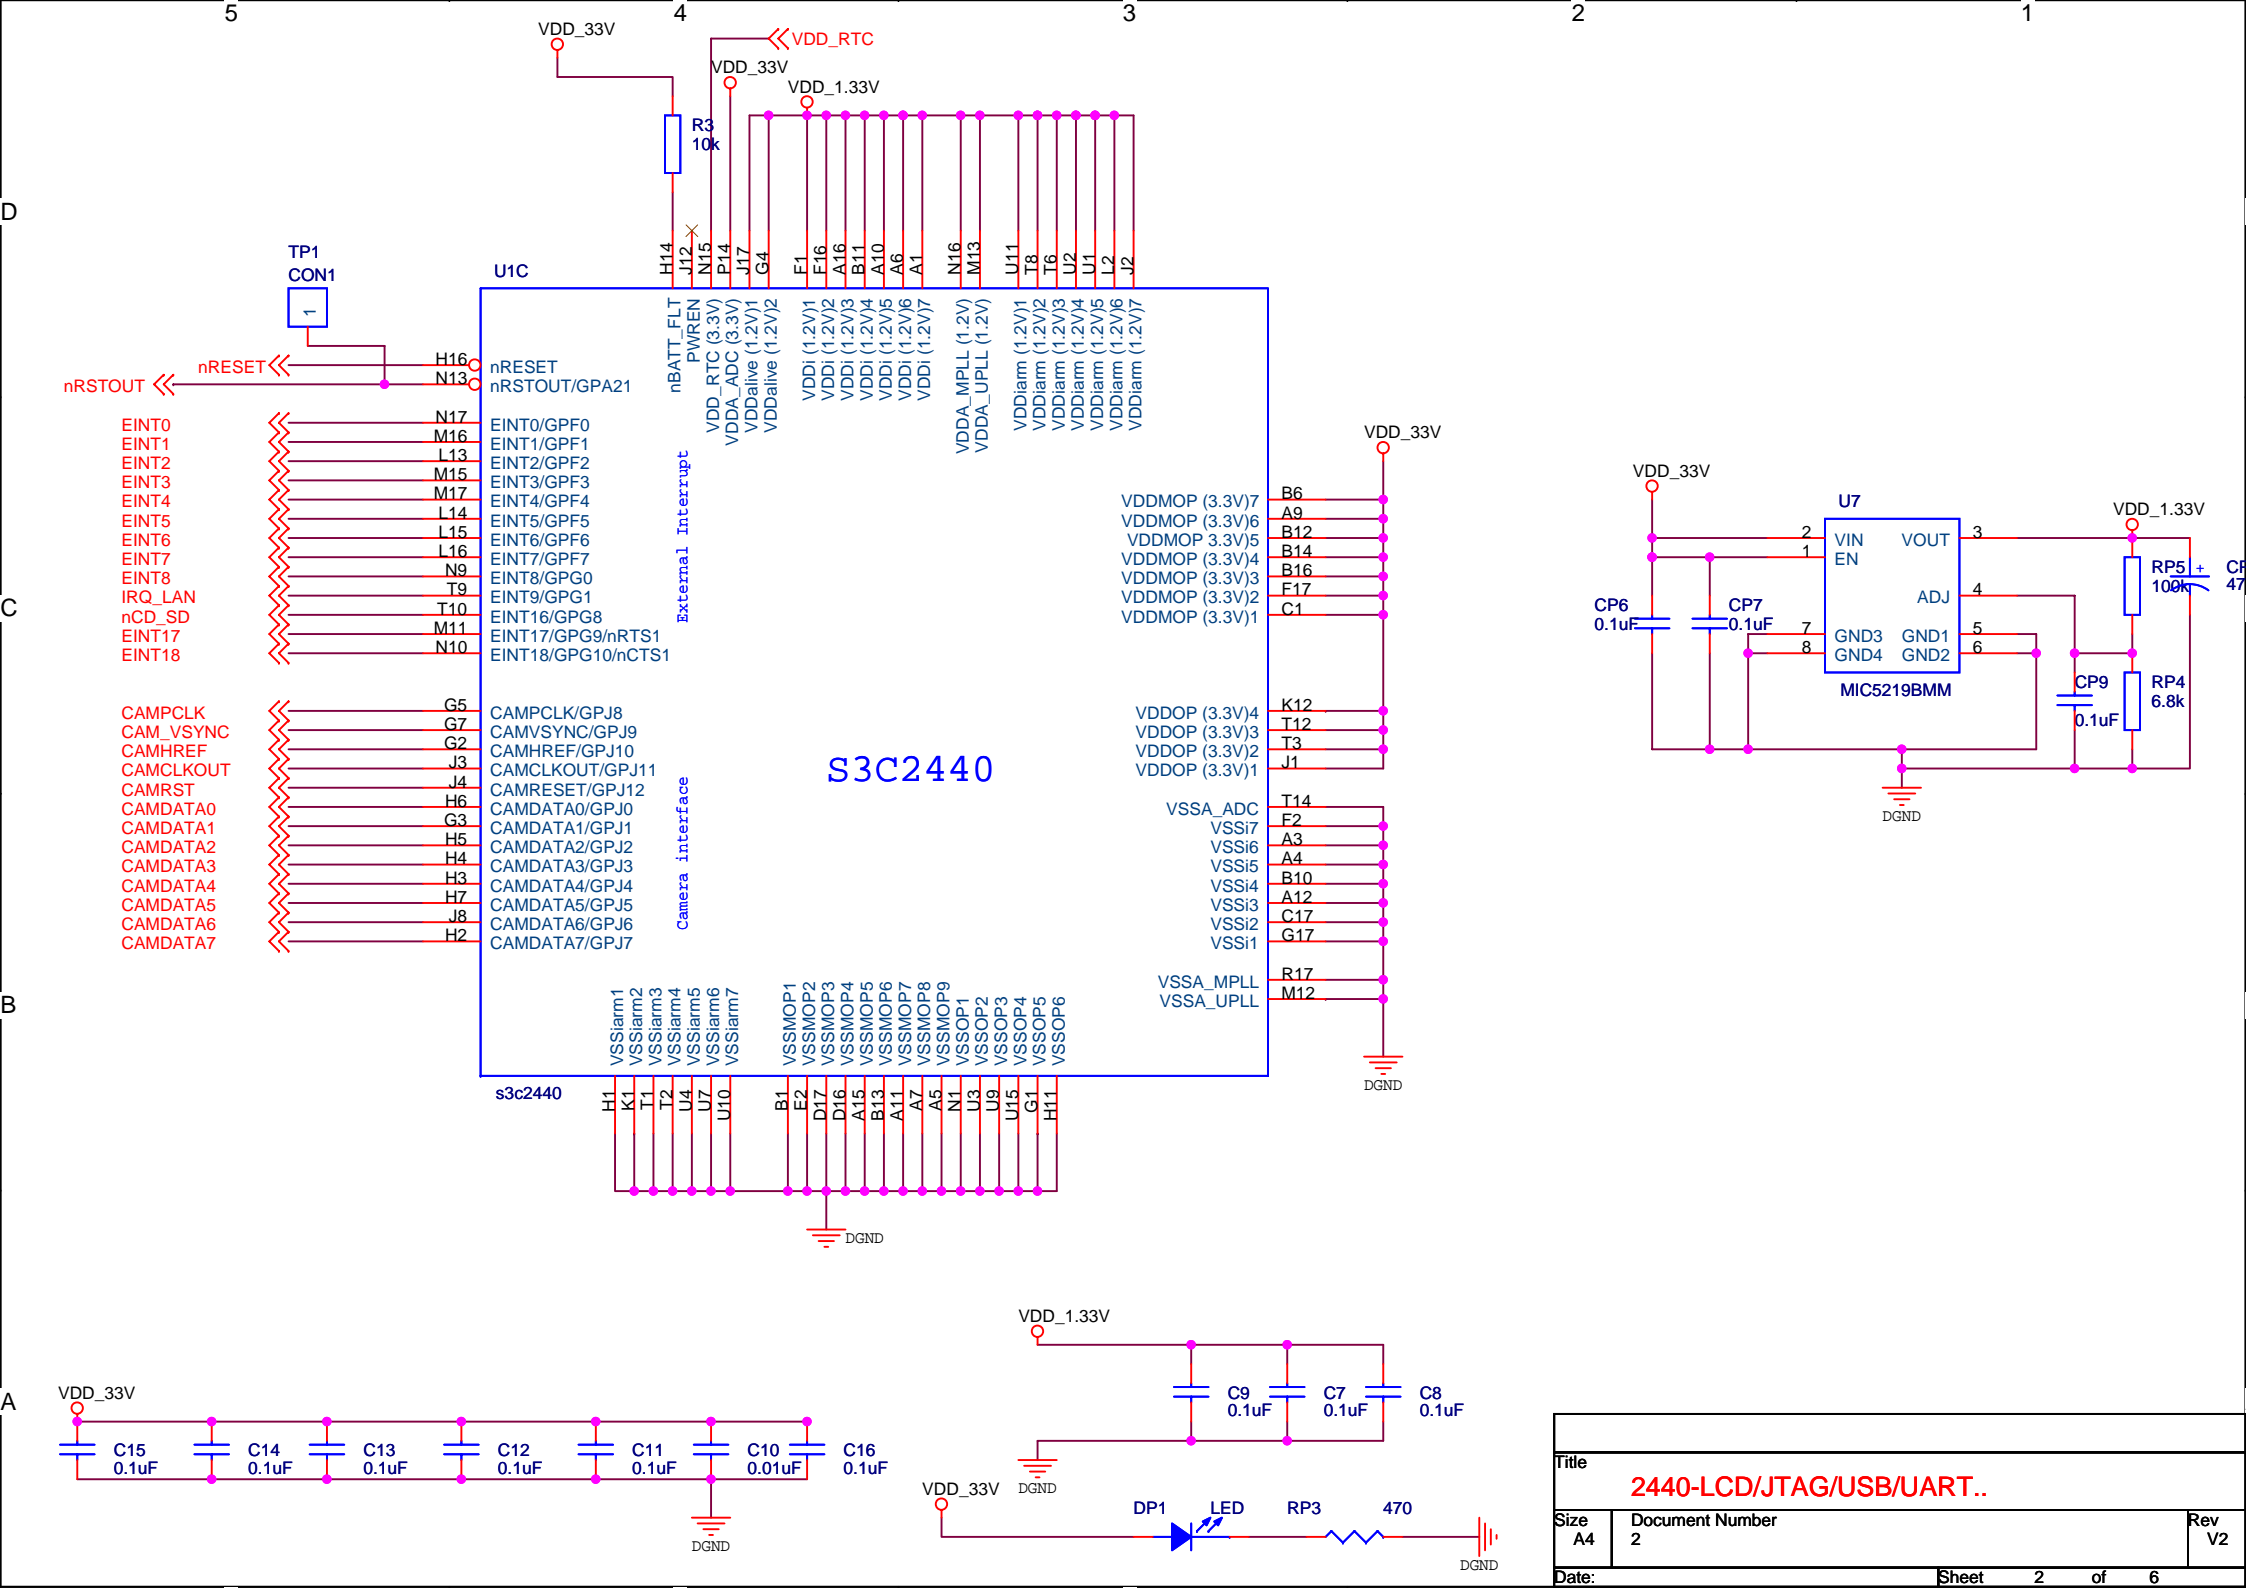 5 4 3 2 1
D
C
B
A
VDD_33V
VDD_RTC
VDD_33V
VDD_1.33V
R3
10k
TP1
CON1
1
U1C
H14
J12
N15
P14
J17
G4
F1
F16
A16
B11
A10
A6
A1
N16
M13
U11
T8
T6
U2
U1
L2
J2
nBATT_FLT
PWREN
VDD_RTC (3.3V)
VDDA_ADC (3.3V)
VDDalive (1.2V)1
VDDalive (1.2V)2
VDDi (1.2V)1
VDDi (1.2V)2
VDDi (1.2V)3
VDDi (1.2V)4
VDDi (1.2V)5
VDDi (1.2V)6
VDDi (1.2V)7
VDDA_MPLL (1.2V)
VDDA_UPLL (1.2V)
VDDiarm (1.2V)1
VDDiarm (1.2V)2
VDDiarm (1.2V)3
VDDiarm (1.2V)4
VDDiarm (1.2V)5
VDDiarm (1.2V)6
VDDiarm (1.2V)7
nRESET H16 nRESET
nRSTOUT N13 nRSTOUT/GPA21
EINT0 N17 EINT0/GPF0
EINT1 M16 EINT1/GPF1
EINT2 L13 EINT2/GPF2
EINT3 M15 EINT3/GPF3
EINT4 M17 EINT4/GPF4
EINT5 L14 EINT5/GPF5
EINT6 L15 EINT6/GPF6
EINT7 L16 EINT7/GPF7
EINT8 N9 EINT8/GPG0
IRQ_LAN T9 EINT9/GPG1
nCD_SD T10 EINT16/GPG8
EINT17 M11 EINT17/GPG9/nRTS1
EINT18 N10 EINT18/GPG10/nCTS1
External Interrupt
CAMPCLK G5 CAMPCLK/GPJ8
CAM_VSYNC G7 CAMVSYNC/GPJ9
CAMHREF G2 CAMHREF/GPJ10
CAMCLKOUT J3 CAMCLKOUT/GPJ11
CAMRST J4 CAMRESET/GPJ12
CAMDATA0 H6 CAMDATA0/GPJ0
CAMDATA1 G3 CAMDATA1/GPJ1
CAMDATA2 H5 CAMDATA2/GPJ2
CAMDATA3 H4 CAMDATA3/GPJ3
CAMDATA4 H3 CAMDATA4/GPJ4
CAMDATA5 H7 CAMDATA5/GPJ5
CAMDATA6 J8 CAMDATA6/GPJ6
CAMDATA7 H2 CAMDATA7/GPJ7
Camera interface
S3C2440
VDD_33V
VDDMOP (3.3V)7 B6
VDDMOP (3.3V)6 A9
VDDMOP 3.3V)5 B12
VDDMOP (3.3V)4 B14
VDDMOP (3.3V)3 B16
VDDMOP (3.3V)2 F17
VDDMOP (3.3V)1 C1
VDDOP (3.3V)4 K12
VDDOP (3.3V)3 T12
VDDOP (3.3V)2 T3
VDDOP (3.3V)1 J1
VSSA_ADC T14
VSSi7 F2
VSSi6 A3
VSSi5 A4
VSSi4 B10
VSSi3 A12
VSSi2 C17
VSSi1 G17
VSSA_MPLL R17
VSSA_UPLL M12
DGND
VSSiarm1
VSSiarm2
VSSiarm3
VSSiarm4
VSSiarm5
VSSiarm6
VSSiarm7
VSSMOP1
VSSMOP2
VSSMOP3
VSSMOP4
VSSMOP5
VSSMOP6
VSSMOP7
VSSMOP8
VSSMOP9
VSSOP1
VSSOP2
VSSOP3
VSSOP4
VSSOP5
VSSOP6
s3c2440
H1
K1
T1
T2
U4
U7
U10
B1
E2
D17
D16
A15
B13
A11
A7
A5
N1
U3
U9
U15
G1
H11
DGND
VDD_33V
U7
VDD_1.33V
2 VIN VOUT 3
1 EN
ADJ 4
7 GND3 GND1 5
8 GND4 GND2 6
MIC5219BMM
CP6
0.1uF
CP7
0.1uF
RP5
100k
+
CP
47
CP9
0.1uF
RP4
6.8k
DGND
VDD_1.33V
C9
0.1uF
C7
0.1uF
C8
0.1uF
DGND
VDD_33V
C15
0.1uF
C14
0.1uF
C13
0.1uF
C12
0.1uF
C11
0.1uF
C10
0.01uF
C16
0.1uF
DGND
VDD_33V
DP1 LED RP3 470
DGND
Title
2440-LCD/JTAG/USB/UART..
Size Document Number Rev
A4 2 V2
Date: Sheet 2 of 6